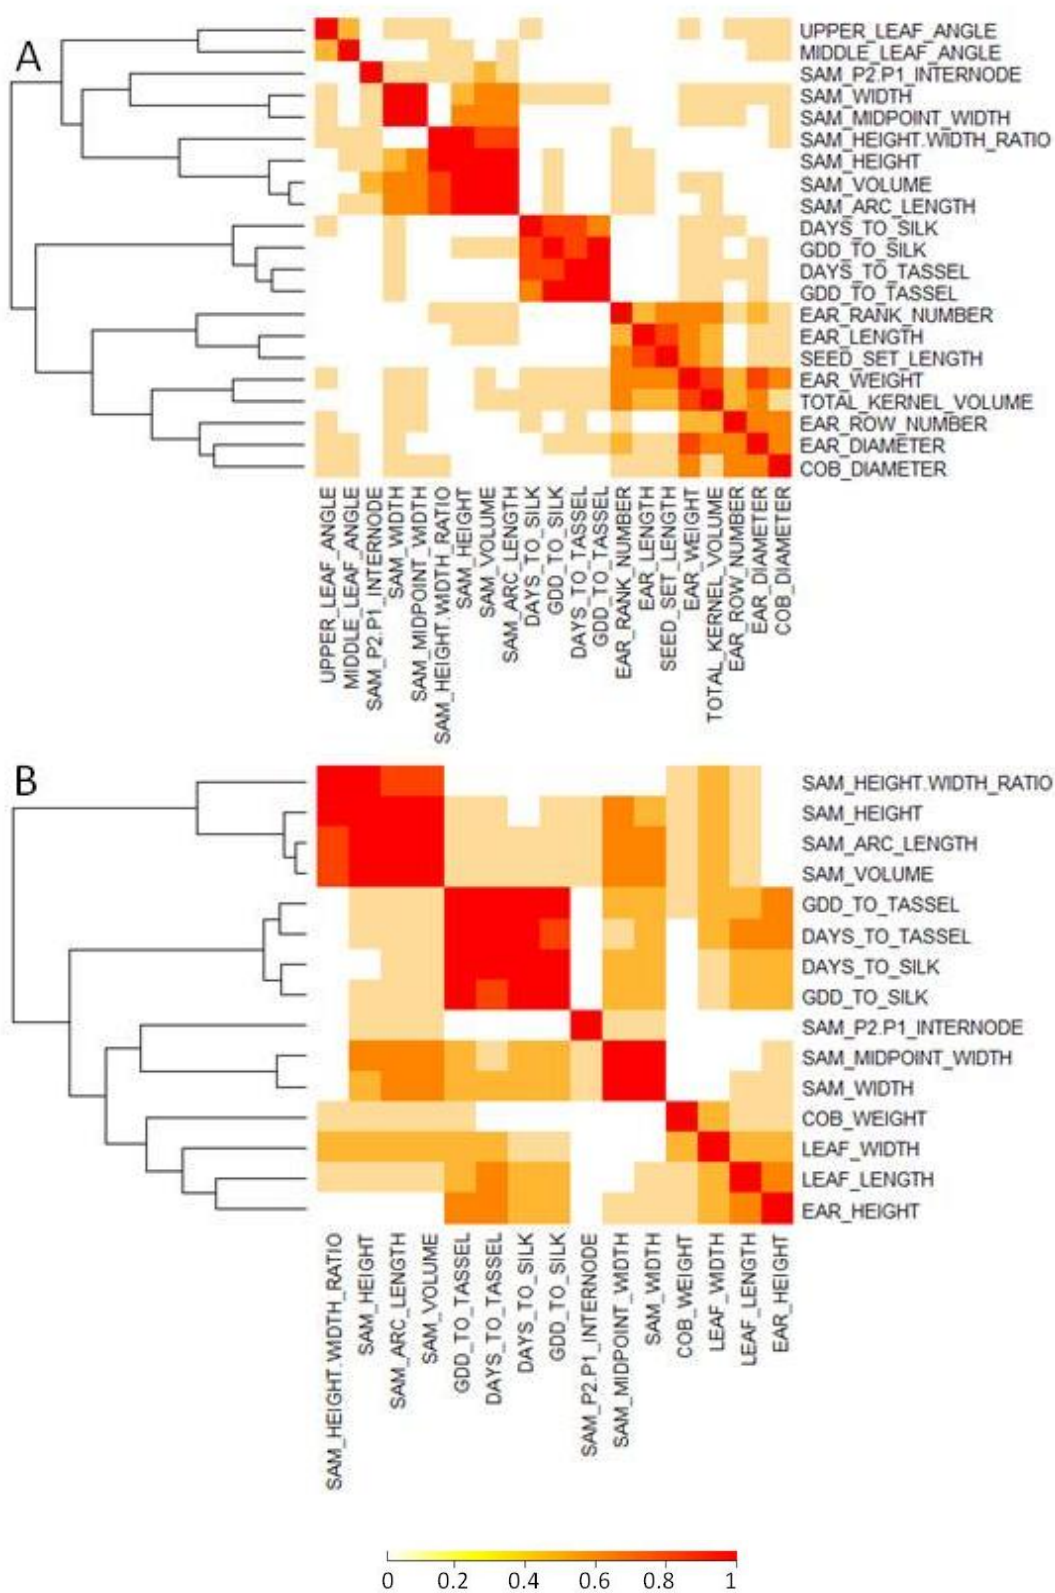 A
UPPER_LEAF_ANGLE
MIDDLE_LEAF_ANGLE
SAM_P2.P1_INTERNODE
SAM_WIDTH
SAM_MIDPOINT_WIDTH
SAM_HEIGHT.WIDTH_RATIO
SAM_HEIGHT
SAM_VOLUME
SAM_ARC_LENGTH
DAYS_TO_SILK
GDD_TO_SILK
DAYS_TO_TASSEL
GDD_TO_TASSEL
EAR_RANK_NUMBER
EAR_LENGTH
SEED_SET_LENGTH
EAR_WEIGHT
TOTAL_KERNEL_VOLUME
EAR_ROW_NUMBER
EAR_DIAMETER
COB_DIAMETER
UPPER_LEAF_ANGLE
MIDDLE_LEAF_ANGLE
SAM_P2.P1_INTERNODE
SAM_WIDTH
SAM_MIDPOINT_WIDTH
SAM_HEIGHT.WIDTH_RATIO
SAM_HEIGHT
SAM_VOLUME
SAM_ARC_LENGTH
DAYS_TO_SILK
GDD_TO_SILK
DAYS_TO_TASSEL
GDD_TO_TASSEL
EAR_RANK_NUMBER
EAR_LENGTH
SEED_SET_LENGTH
EAR_WEIGHT
TOTAL_KERNEL_VOLUME
EAR_ROW_NUMBER
EAR_DIAMETER
COB_DIAMETER
B
SAM_HEIGHT.WIDTH_RATIO
SAM_HEIGHT
SAM_ARC_LENGTH
SAM_VOLUME
GDD_TO_TASSEL
DAYS_TO_TASSEL
DAYS_TO_SILK
GDD_TO_SILK
SAM_P2.P1_INTERNODE
SAM_MIDPOINT_WIDTH
SAM_WIDTH
COB_WEIGHT
LEAF_WIDTH
LEAF_LENGTH
EAR_HEIGHT
SAM_HEIGHT.WIDTH_RATIO
SAM_HEIGHT
SAM_ARC_LENGTH
SAM_VOLUME
GDD_TO_TASSEL
DAYS_TO_TASSEL
DAYS_TO_SILK
GDD_TO_SILK
SAM_P2.P1_INTERNODE
SAM_MIDPOINT_WIDTH
SAM_WIDTH
COB_WEIGHT
LEAF_WIDTH
LEAF_LENGTH
EAR_HEIGHT
0 0.2 0.4 0.6 0.8 1